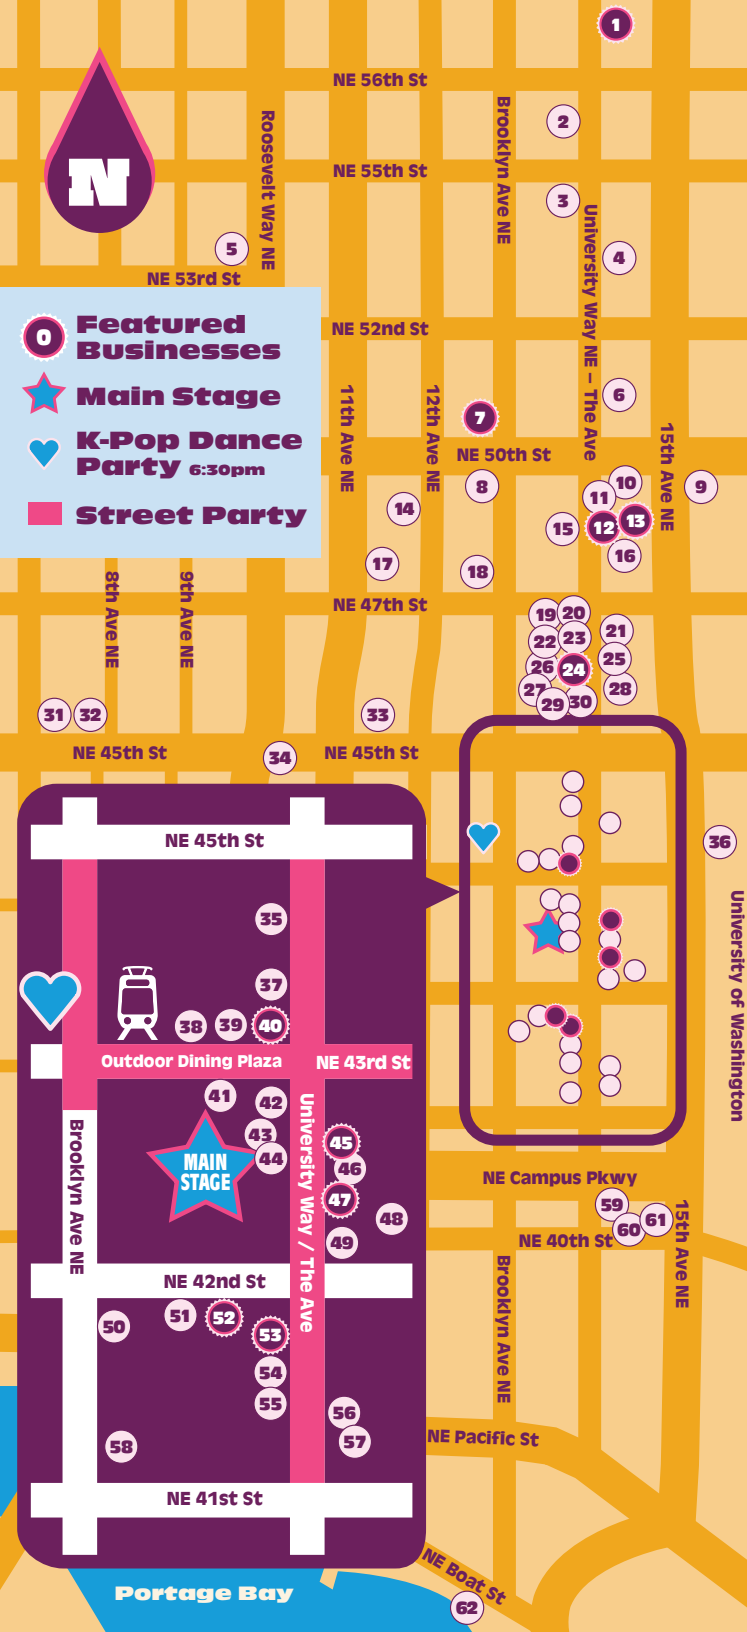 1
NE 56th St
Roosevelt Way NE
Brooklyn Ave NE
2
N
NE 55th St
3
University Way NE – The Ave
5
4
NE 53rd St
0
Featured
Businesses
NE 52nd St
Main Stage
11th Ave NE
12th Ave NE
6
7
K-Pop Dance
Party 6:30pm
15th Ave NE
NE 50th St
Street Party
8
9
10
11
14
12
13
15
16
17
18
8th Ave NE
9th Ave NE
NE 47th St
19
20
21
22
23
24
25
26
27
28
29
30
31
32
33
NE 45th St
34
NE 45th St
36
University of Washington
NE 45th St
35
37
38
39
40
Outdoor Dining Plaza
NE 43rd St
41
42
43
44
MAIN
STAGE
University Way / The Ave
Brooklyn Ave NE
45
46
47
48
49
NE 42nd St
50
51
52
53
54
55
56
57
58
NE 41st St
NE Campus Pkwy
59
60
61
NE 40th St
15th Ave NE
Brooklyn Ave NE
NE Pacific St
NE Boat St
62
Portage Bay